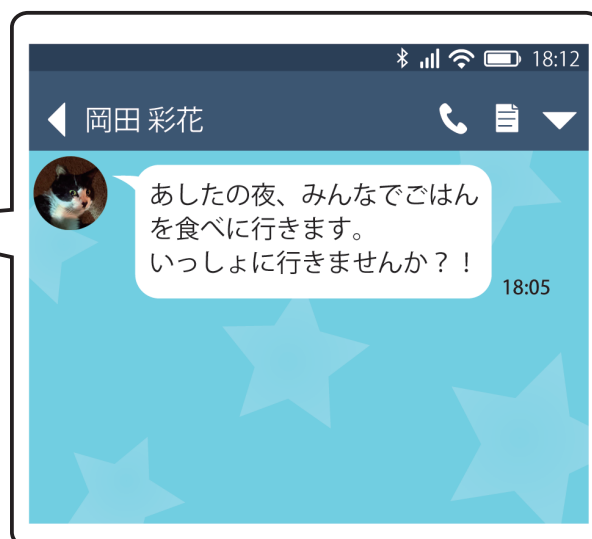 18:12
岡田 彩花
あしたの夜、みんなでごはん
を食べに行きます。
いっしょに行きませんか？！
18:05